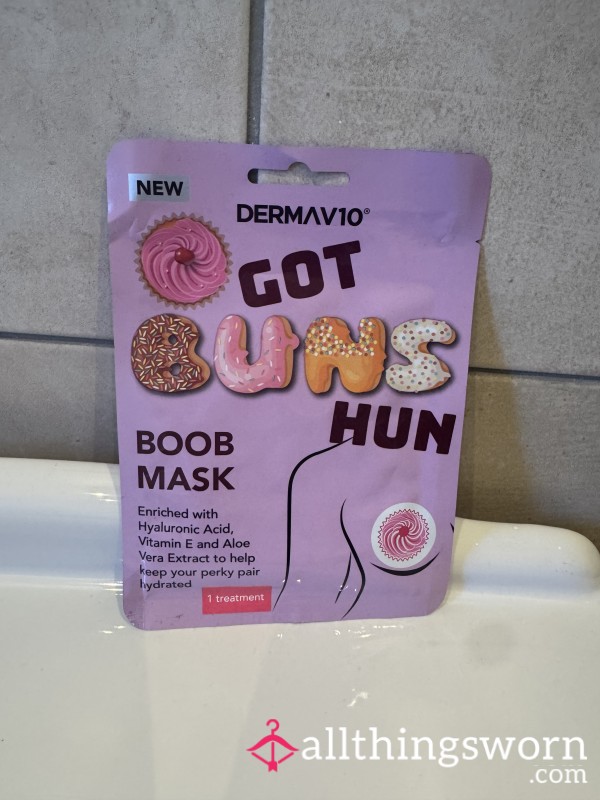 NEW
DERMAV10®
GOT
BUNS
HUN
BOOB
MASK
Enriched with
Hyaluronic Acid,
Vitamin E and Aloe
Vera Extract to help
keep your perky pair
hydrated
1 treatment
allthingsworn
.com